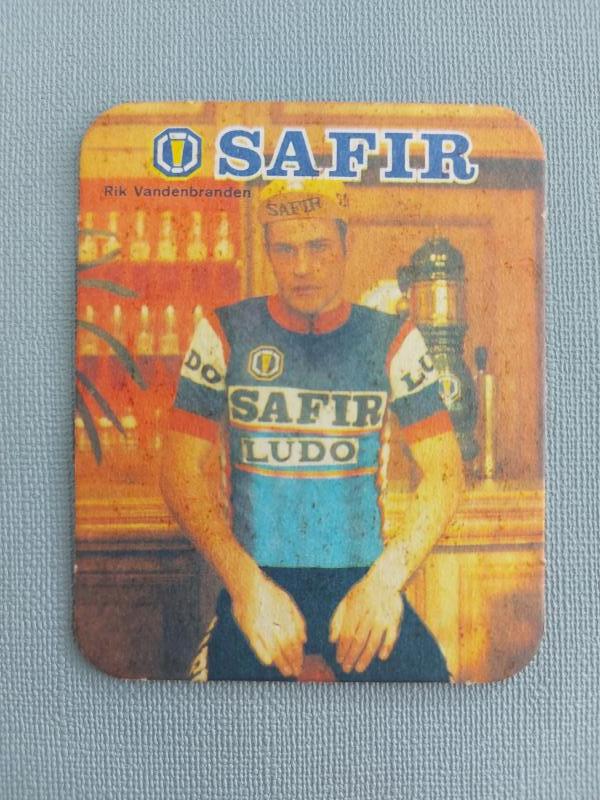 SAFIR
Rik Vandenbranden
SAFIR
DO
LU
SAFIR
LUDO